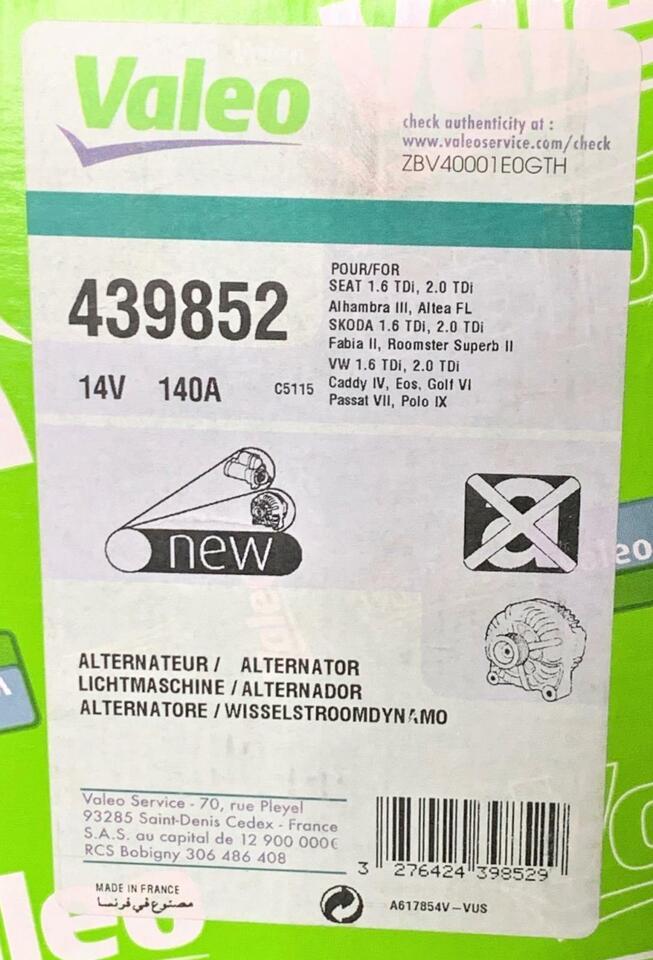 Valeo
check authenticity at :
www.valeoservice.com/check
ZBV40001E0GTH
439852
14V 140A C5115
POUR/FOR
SEAT 1.6 TDi, 2.0 TDi
Alhambra III, Altea FL
SKODA 1.6 TDi, 2.0 TDi
Fabia II, Roomster Superb II
VW 1.6 TDi, 2.0 TDi
Caddy IV, Eos, Golf VI
Passat VII, Polo IX
new
a
ALTERNATEUR / ALTERNATOR
LICHTMASCHINE / ALTERNADOR
ALTERNATORE / WISSELSTROOMDYNAMO
Valeo Service - 70, rue Pleyel
93285 Saint-Denis Cedex - France
S.A.S. au capital de 12 900 000€
RCS Bobigny 306 486 408
MADE IN FRANCE
مصنوع في فرنسا
3 276424 398529
A617854V-VUS
Valeo
leo
eo